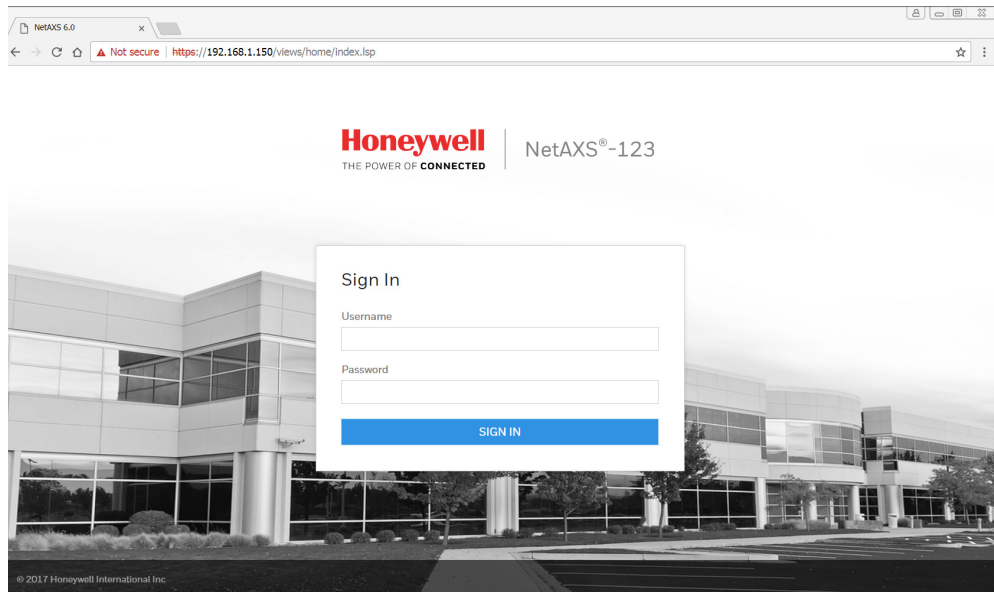 NetAXS 6.0
Not secure | https://192.168.1.150/views/home/index.lsp
Honeywell
THE POWER OF CONNECTED
NetAXS®-123
Sign In
Username
Password
SIGN IN
© 2017 Honeywell International Inc